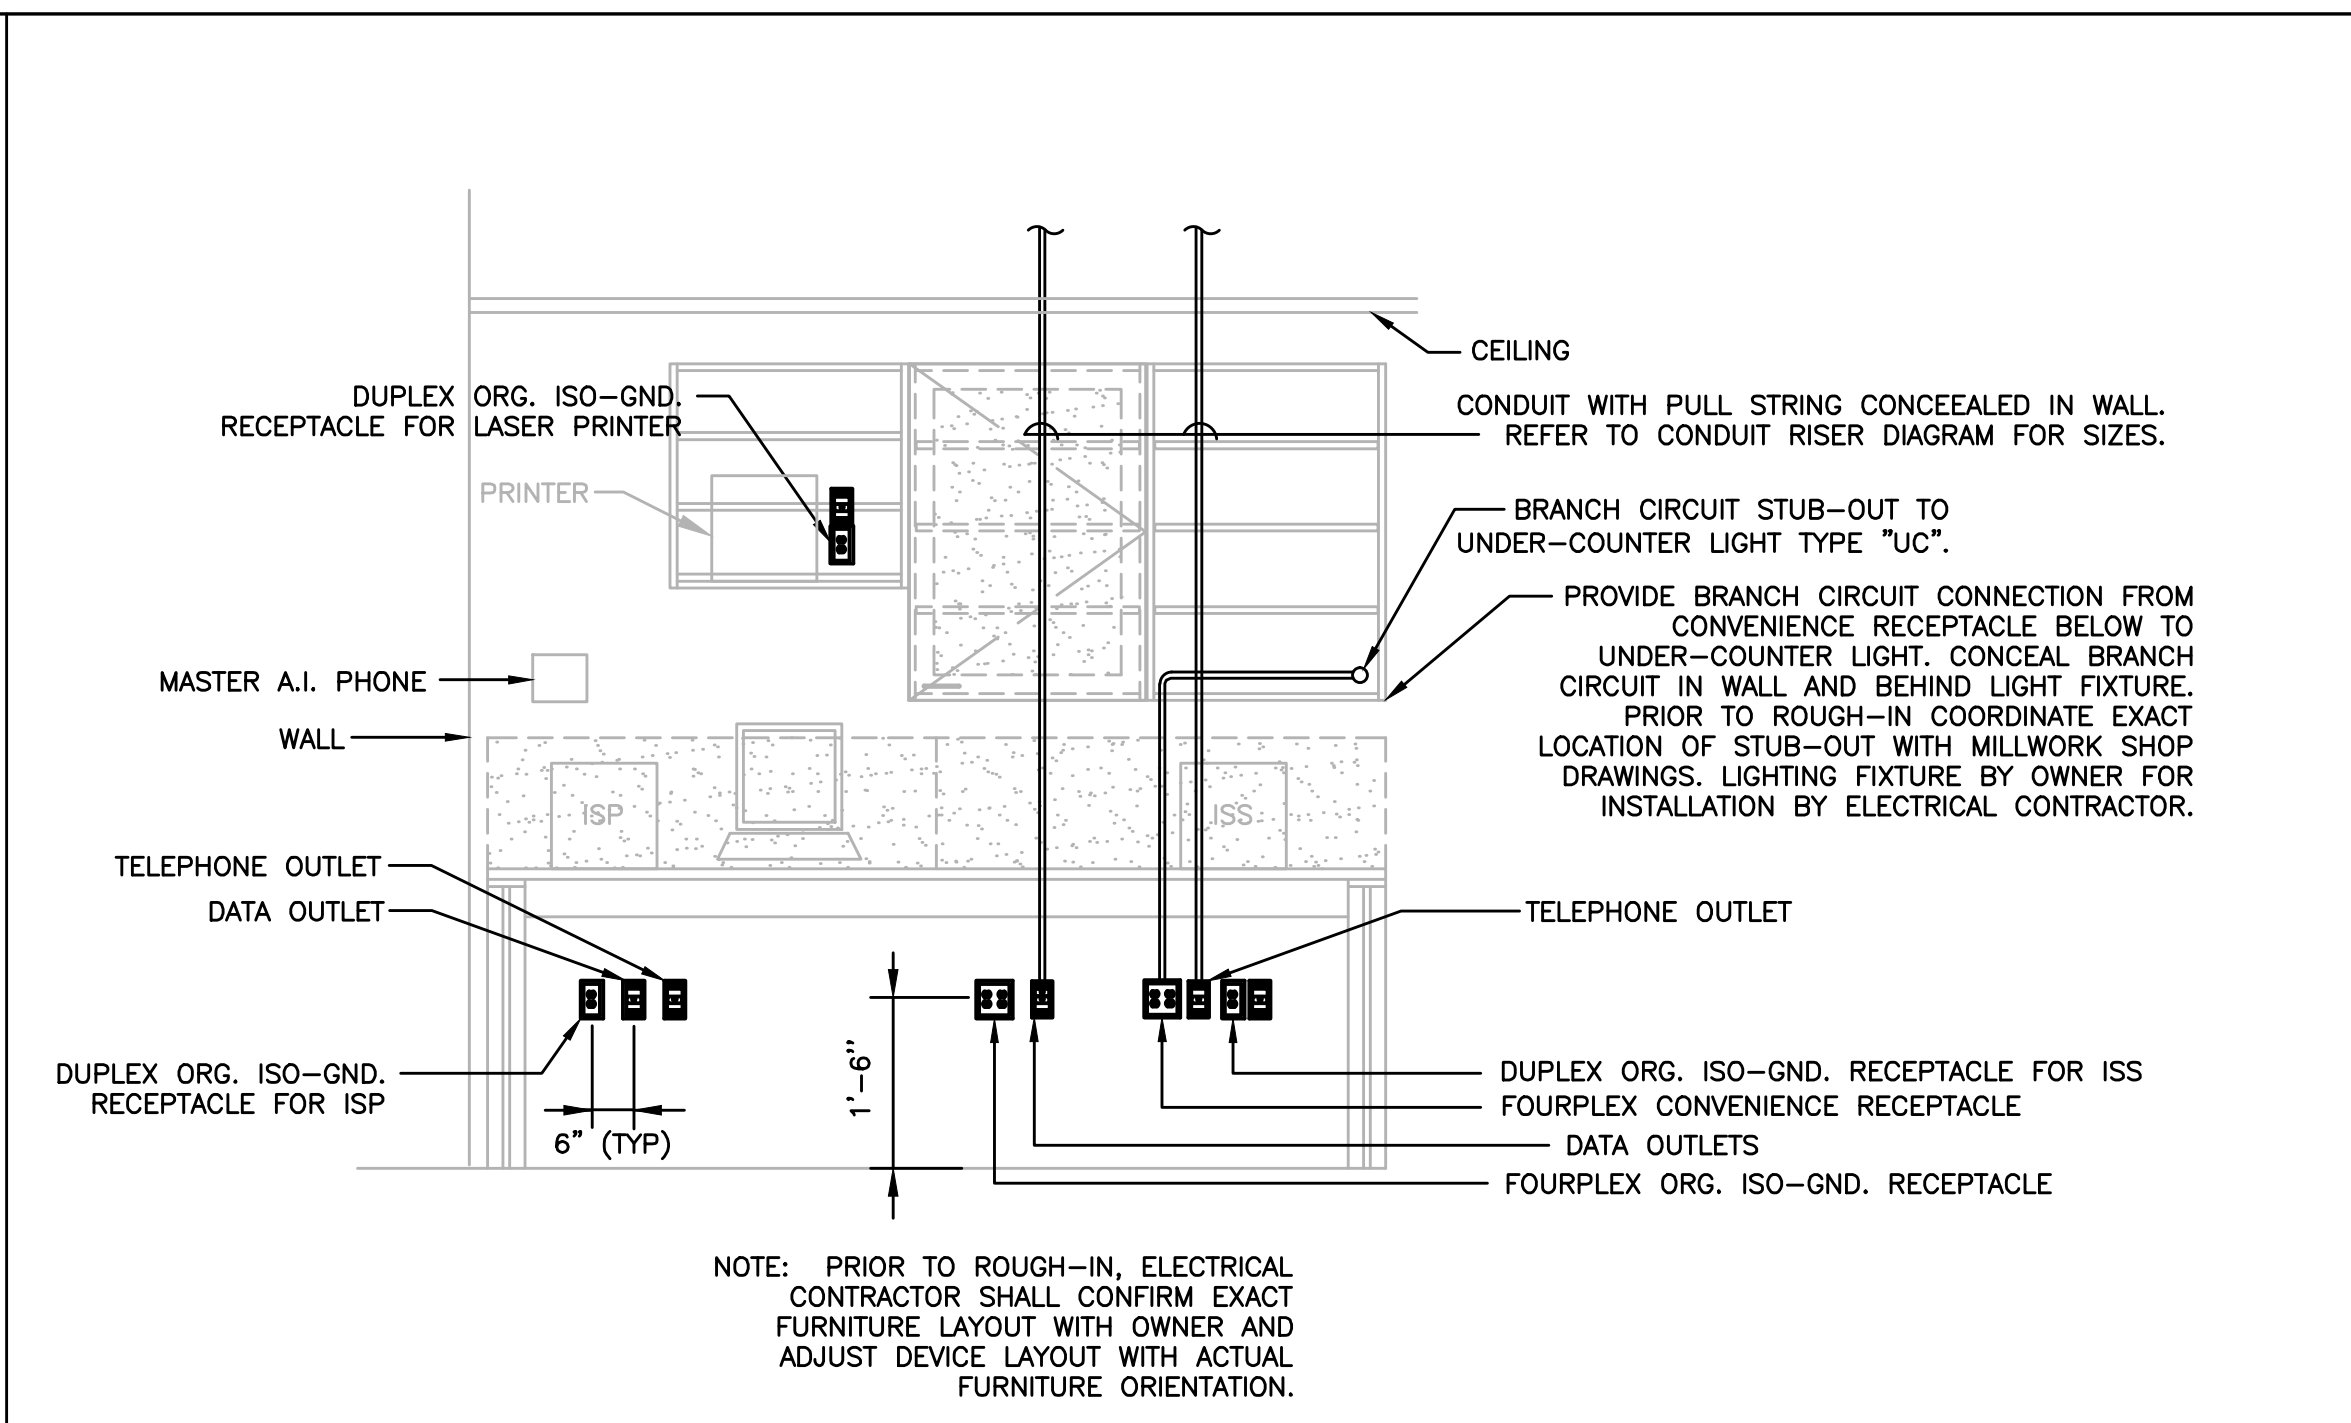 CEILING
DUPLEX ORG. ISO-GND.
RECEPTACLE FOR LASER PRINTER
CONDUIT WITH PULL STRING CONCEEALED IN WALL.
REFER TO CONDUIT RISER DIAGRAM FOR SIZES.
PRINTER
BRANCH CIRCUIT STUB-OUT TO
UNDER-COUNTER LIGHT TYPE "UC".
PROVIDE BRANCH CIRCUIT CONNECTION FROM
CONVENIENCE RECEPTACLE BELOW TO
UNDER-COUNTER LIGHT. CONCEAL BRANCH
CIRCUIT IN WALL AND BEHIND LIGHT FIXTURE.
PRIOR TO ROUGH-IN COORDINATE EXACT
LOCATION OF STUB-OUT WITH MILLWORK SHOP
DRAWINGS. LIGHTING FIXTURE BY OWNER FOR
INSTALLATION BY ELECTRICAL CONTRACTOR.
MASTER A.I. PHONE
WALL
ISP
ISS
TELEPHONE OUTLET
DATA OUTLET
TELEPHONE OUTLET
DUPLEX ORG. ISO-GND.
RECEPTACLE FOR ISP
6" (TYP)
1'-6"
DUPLEX ORG. ISO-GND. RECEPTACLE FOR ISS
FOURPLEX CONVENIENCE RECEPTACLE
DATA OUTLETS
FOURPLEX ORG. ISO-GND. RECEPTACLE
NOTE: PRIOR TO ROUGH-IN, ELECTRICAL
CONTRACTOR SHALL CONFIRM EXACT
FURNITURE LAYOUT WITH OWNER AND
ADJUST DEVICE LAYOUT WITH ACTUAL
FURNITURE ORIENTATION.